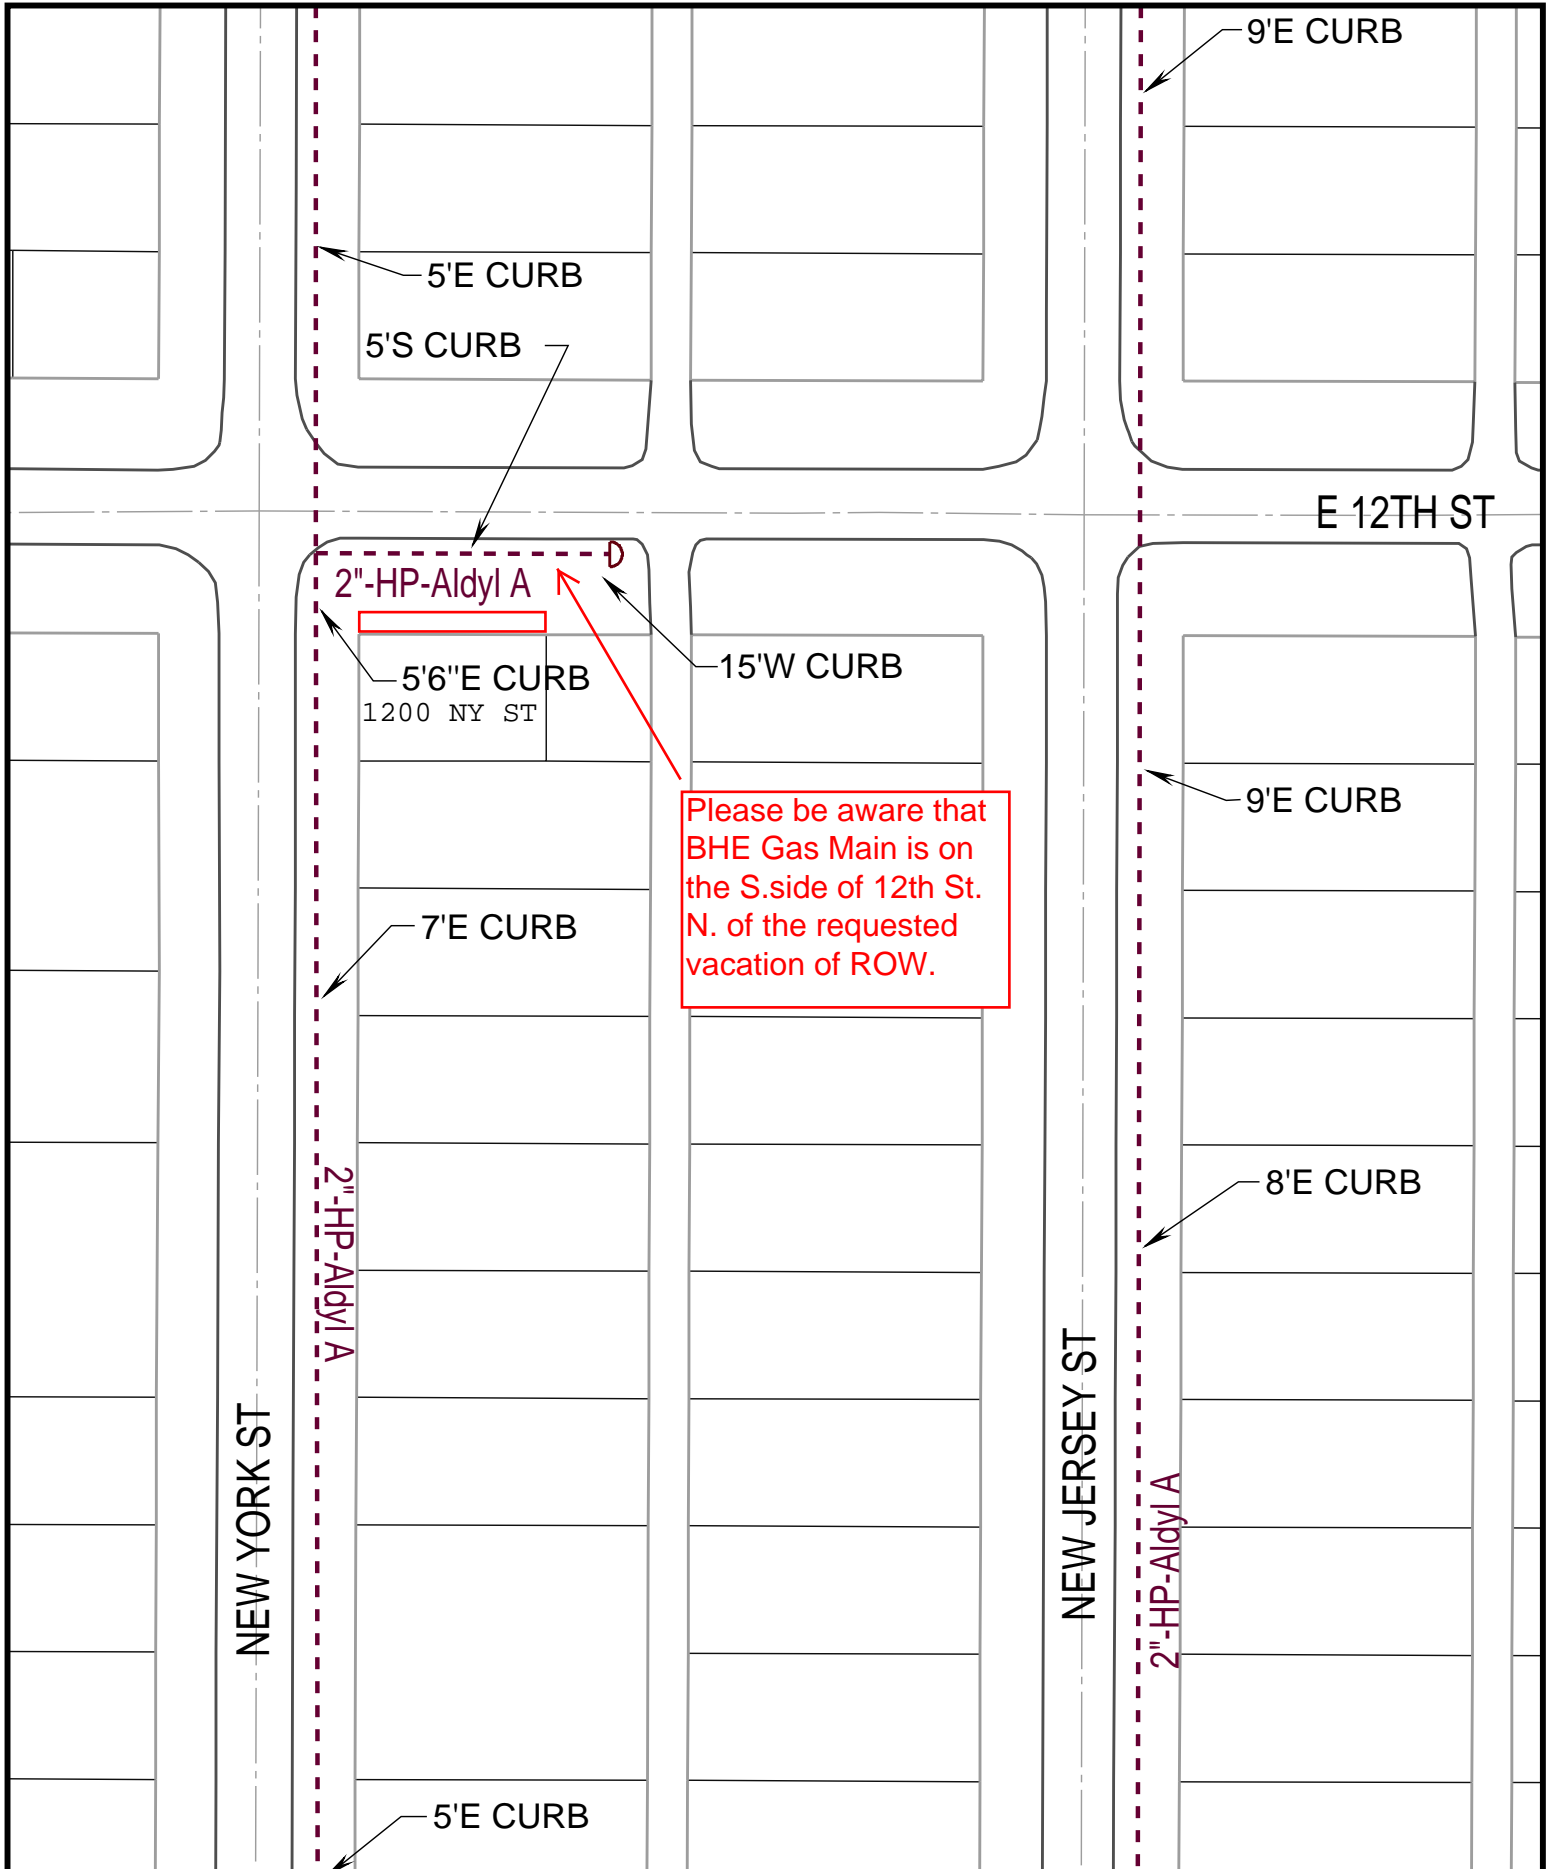 9'E CURB
5'E CURB
5'S CURB
E 12TH ST
2"-HP-Aldyl A
5'6"E CURB
15'W CURB
1200 NY ST
9'E CURB
Please be aware that
BHE Gas Main is on
the S.side of 12th St.
N. of the requested
vacation of ROW.
7'E CURB
2"-HP-Aldyl A
8'E CURB
NEW YORK ST
NEW JERSEY ST
2"-HP-Aldyl A
5'E CURB